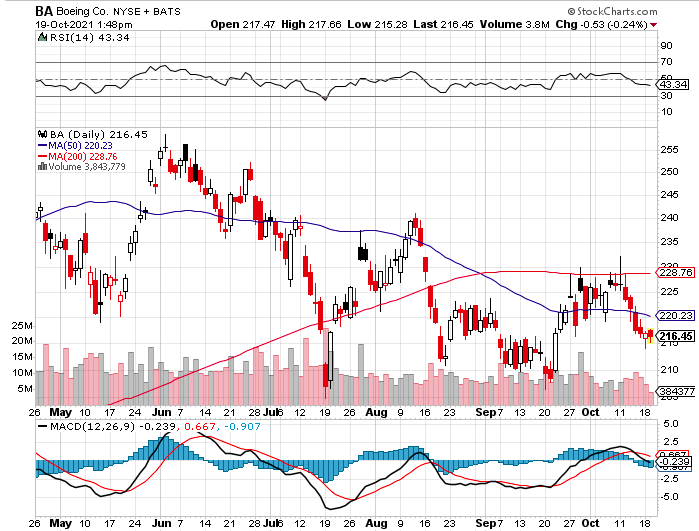 BA Boeing Co. NYSE + BATS
© StockCharts.com
19-Oct-2021 1:48pm
Open 217.47 High 217.66 Low 215.28 Last 216.45 Volume 3.8M Chg -0.53 (-0.24%)
RSI(14) 43.34
90
70
50
43.34
30
10
BA (Daily) 216.45
MA(50) 220.23
MA(200) 228.76
Volume 3,843,779
255
250
245
240
235
230
228.76
225
220.23
216.45
215
210
25M
20M
15M
10M
5M
3843779
26 May 10 17 24 Jun 7 14 21 28 Jul 6 12 19 26 Aug 9 16 23 Sep 7 13 20 27 Oct 11 18
MACD(12,26,9) -0.239, 0.667, -0.907
5.0
2.5
0.667
-0.239
-0.907
-2.5
-5.0
26 May 10 17 24 Jun 7 14 21 28 Jul 6 12 19 26 Aug 9 16 23 Sep 7 13 20 27 Oct 11 18